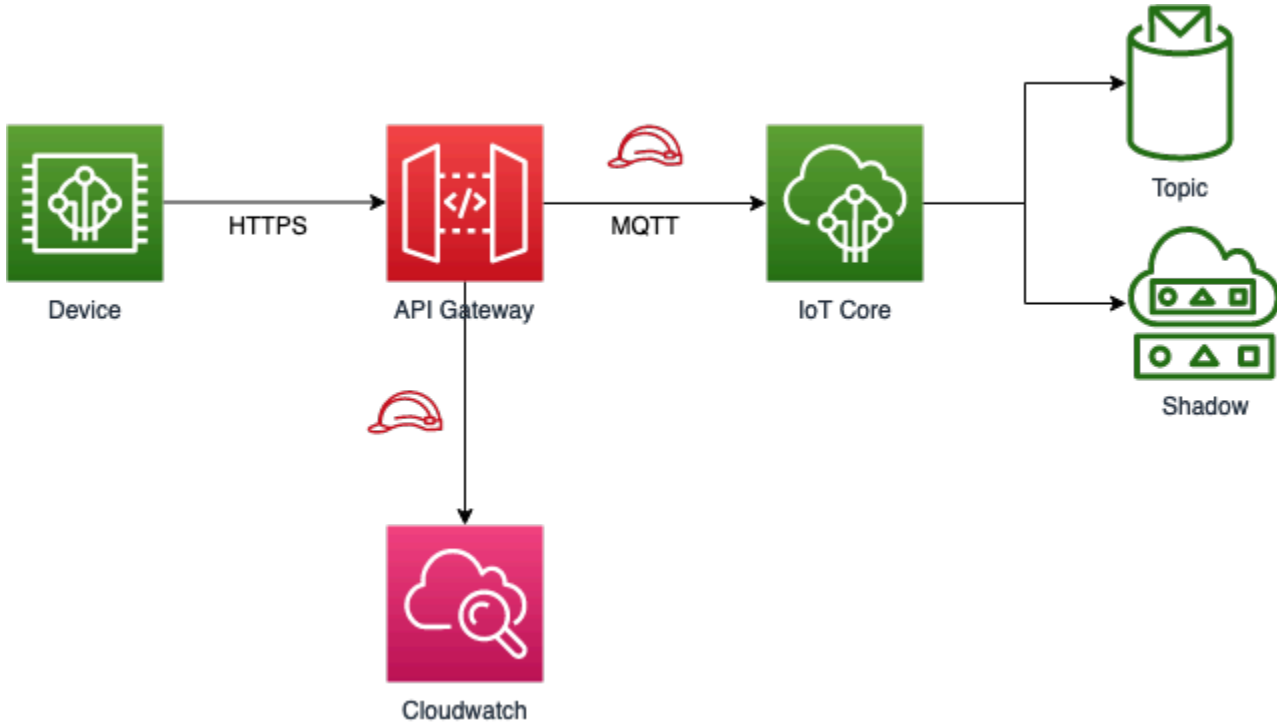 HTTPS
MQTT
Topic
Device
API Gateway
</>
IoT Core
Shadow
Cloudwatch